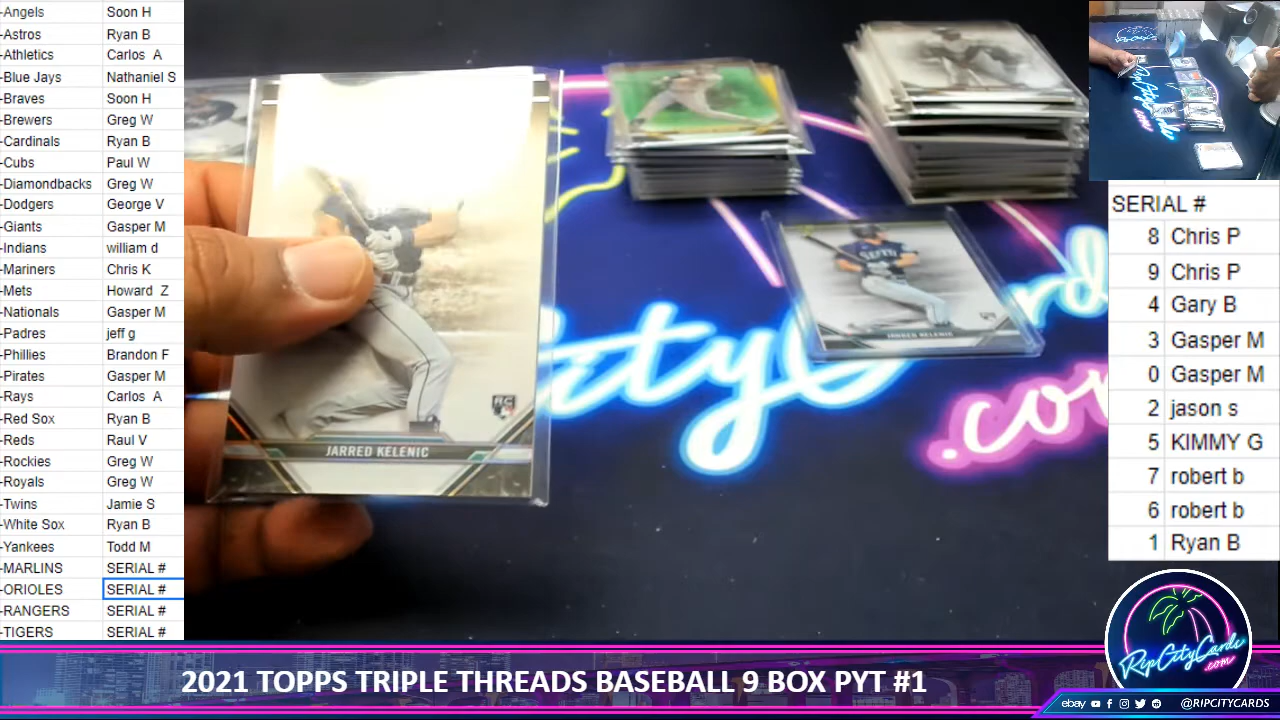 -Angels Soon H
-Astros Ryan B
-Athletics Carlos A
-Blue Jays Nathaniel S
-Braves Soon H
-Brewers Greg W
-Cardinals Ryan B
-Cubs Paul W
-Diamondbacks Greg W
-Dodgers George V
-Giants Gasper M
-Indians william d
-Mariners Chris K
-Mets Howard Z
-Nationals Gasper M
-Padres jeff g
-Phillies Brandon F
-Pirates Gasper M
-Rays Carlos A
-Red Sox Ryan B
-Reds Raul V
-Rockies Greg W
-Royals Greg W
-Twins Jamie S
-White Sox Ryan B
-Yankees Todd M
-MARLINS SERIAL #
-ORIOLES SERIAL #
-RANGERS SERIAL #
-TIGERS SERIAL #
RC
JARRED KELENIC
JARRED KELENIC
.co
SERIAL #
8 Chris P
9 Chris P
4 Gary B
3 Gasper M
0 Gasper M
2 jason s
5 KIMMY G
7 robert b
6 robert b
1 Ryan B
RipCityCards
.com
2021 TOPPS TRIPLE THREADS BASEBALL 9 BOX PYT #1
ebay @RIPCITYCARDS